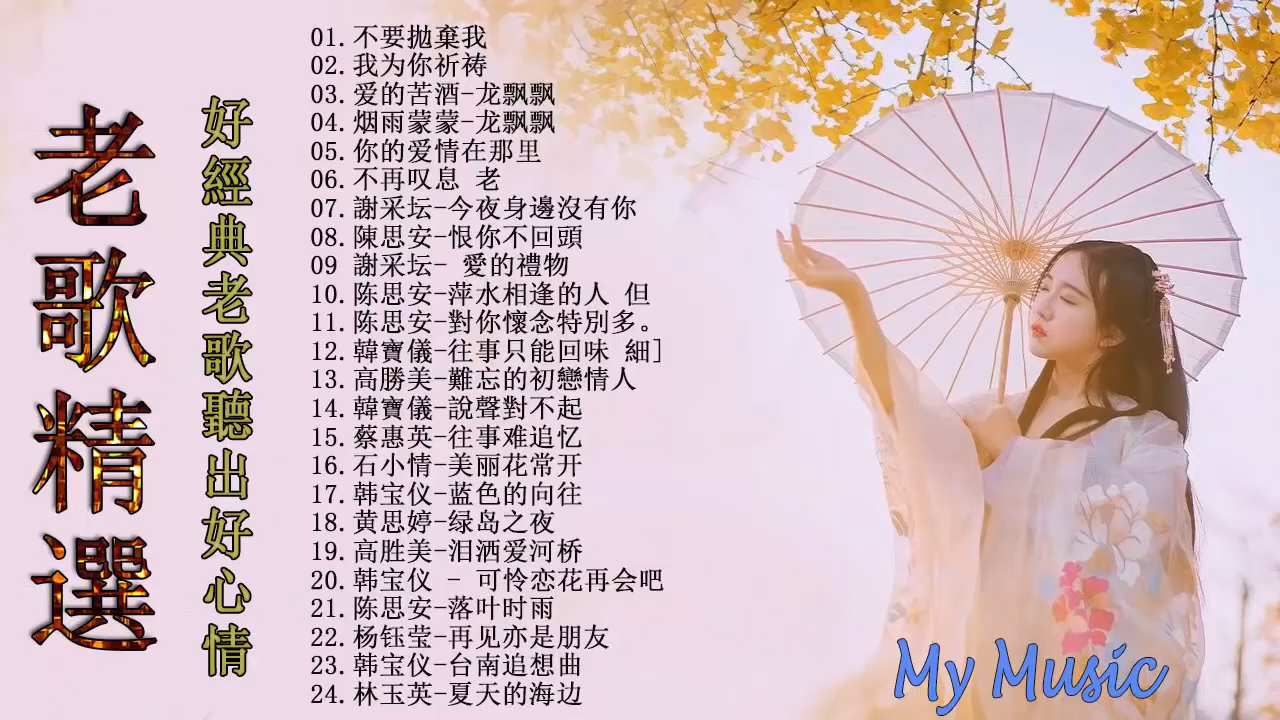 老歌精選
好經典老歌聽出好心情
01.不要拋棄我
02.我为你祈祷
03.爱的苦酒-龙飘飘
04.烟雨蒙蒙-龙飘飘
05.你的爱情在那里
06.不再叹息 老
07.謝采坛-今夜身邊沒有你
08.陳思安-恨你不回頭
09 謝采坛- 愛的禮物
10.陈思安-萍水相逢的人 但
11.陈思安-對你懷念特別多。
12.韓寶儀-往事只能回味 細]
13.高勝美-難忘的初戀情人
14.韓寶儀-說聲對不起
15.蔡惠英-往事难追忆
16.石小情-美丽花常开
17.韩宝仪-蓝色的向往
18.黄思婷-绿岛之夜
19.高胜美-泪洒爱河桥
20.韩宝仪 - 可怜恋花再会吧
21.陈思安-落叶时雨
22.杨钰莹-再见亦是朋友
23.韩宝仪-台南追想曲
24.林玉英-夏天的海边
My Music